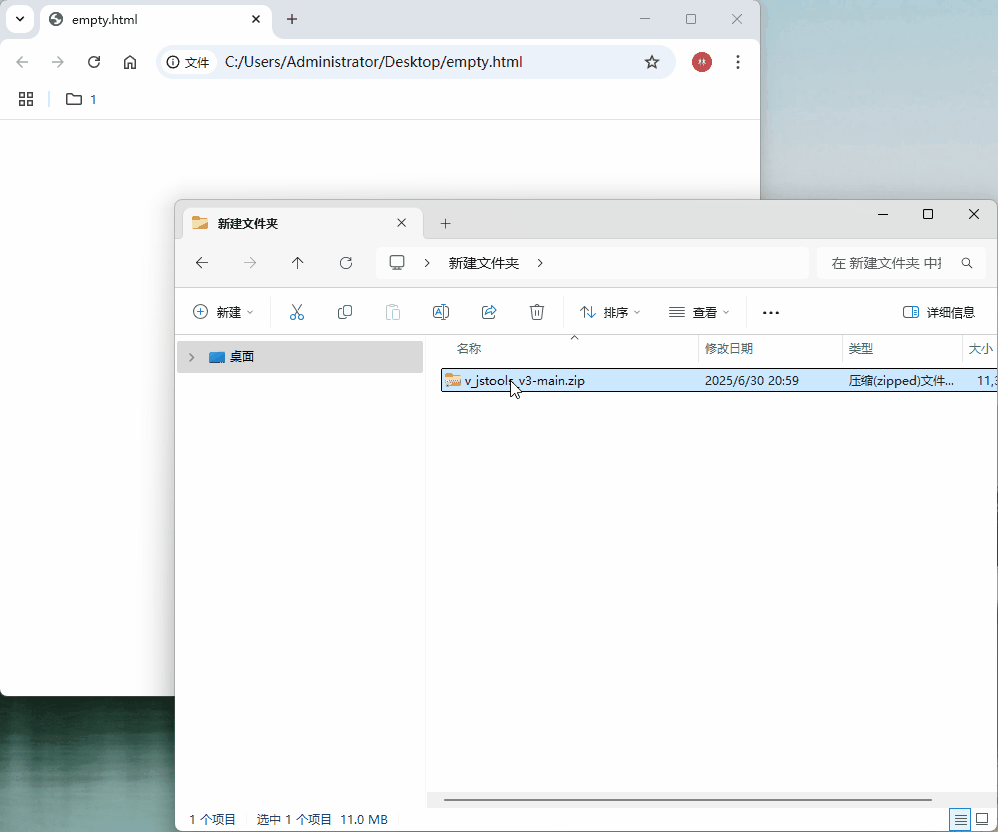 empty.html
文件 C:/Users/Administrator/Desktop/empty.html
1
新建文件夹
新建文件夹
在 新建文件夹 中
新建 排序 查看 ... 详细信息
桌面
名称 修改日期 类型 大小
v_jstools_v3-main.zip 2025/6/30 20:59 压缩(zipped)文件... 11,3
1 个项目 选中 1 个项目 11.0 MB